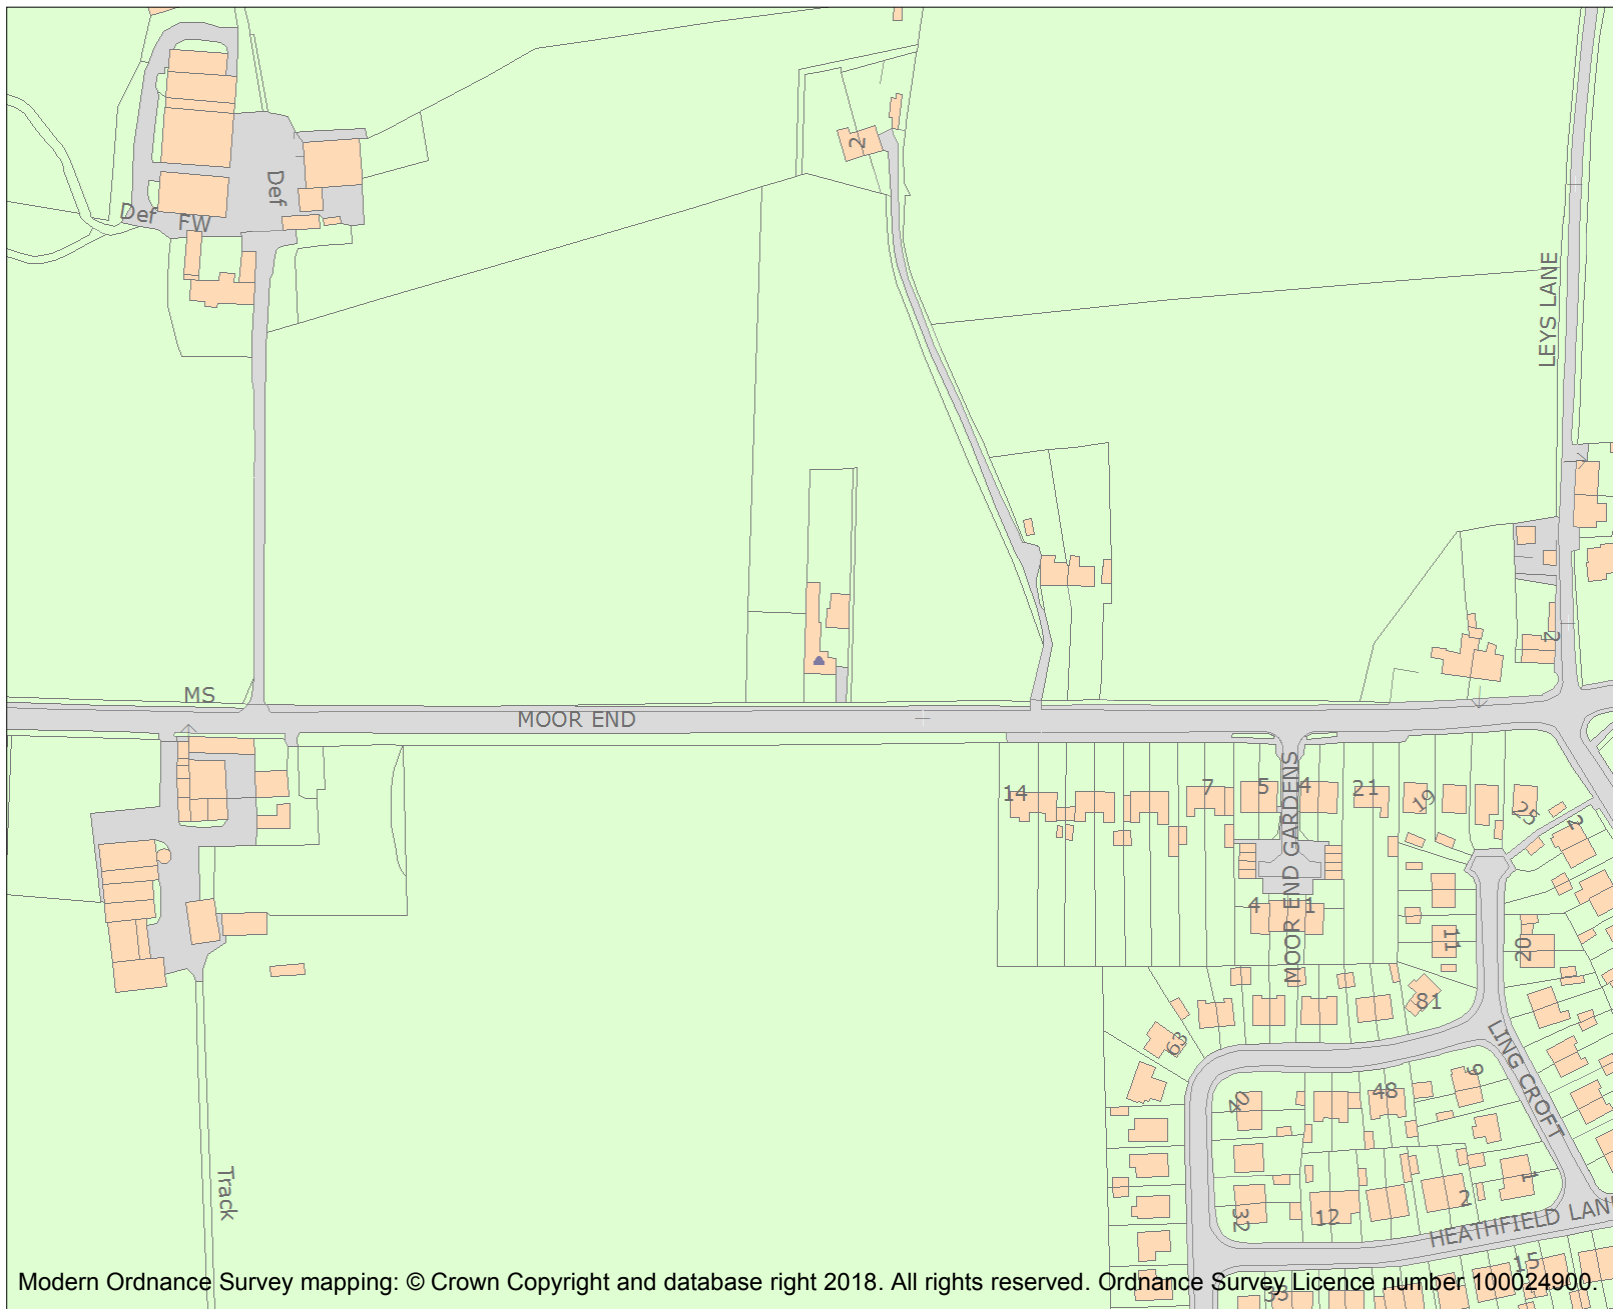 2
Def
Def
FW
LEYS LANE
2
MS
MOOR END
14
7
5
4
21
19
25
2
MOOR END GARDENS
4
1
11
20
81
63
LING CROFT
40
48
9
Track
32
12
2
1
HEATHFIELD LANE
15
33
Modern Ordnance Survey mapping: © Crown Copyright and database right 2018. All rights reserved. Ordnance Survey Licence number 100024900.